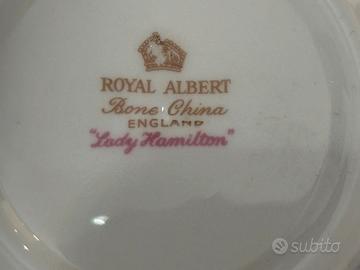 ROYAL ALBERT
Bone China
ENGLAND
"Lady Hamilton"
subito